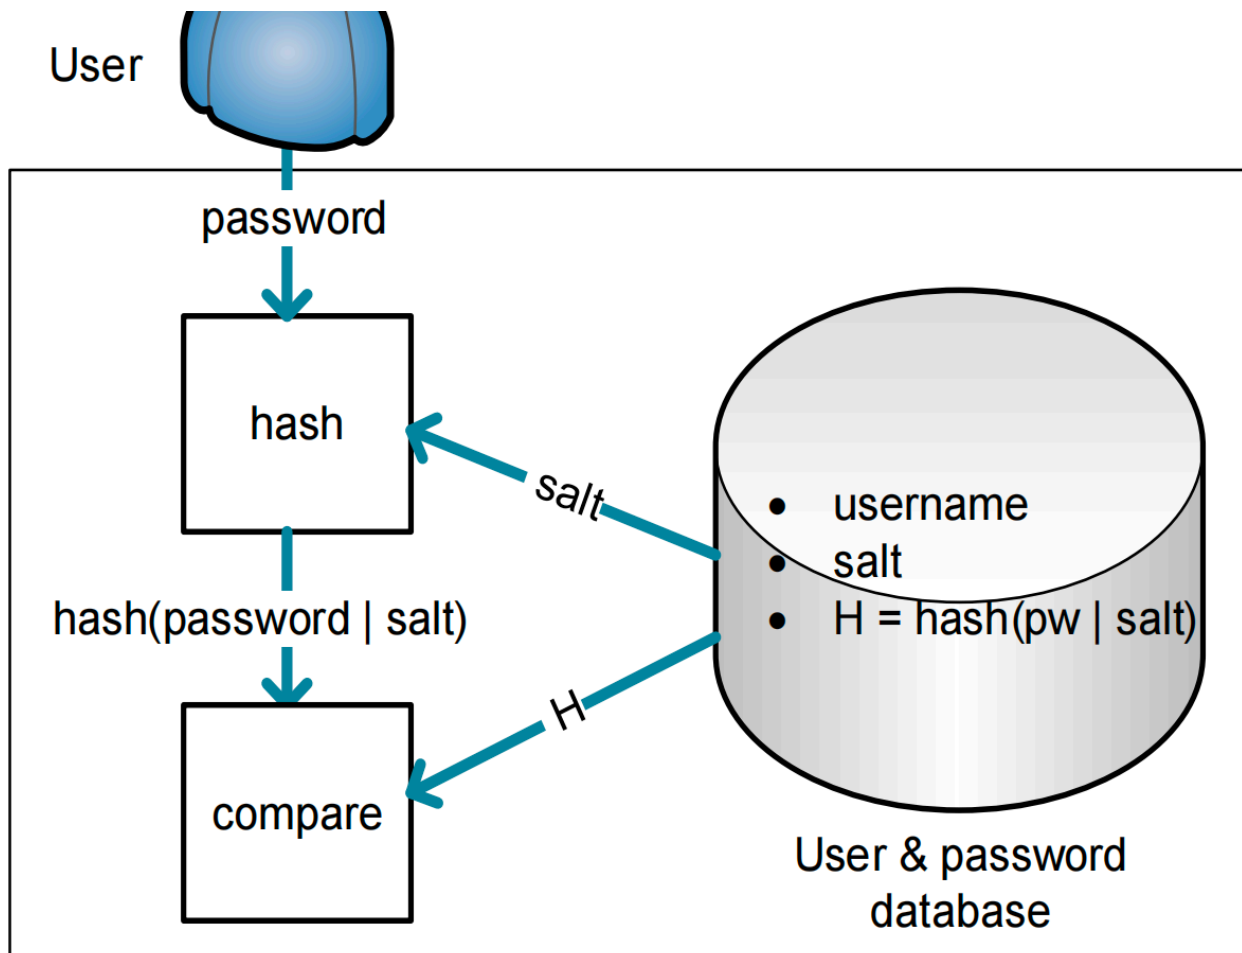 User
password
hash
salt
hash(password | salt)
H
compare
• username
• salt
• H = hash(pw | salt)
User & password
database